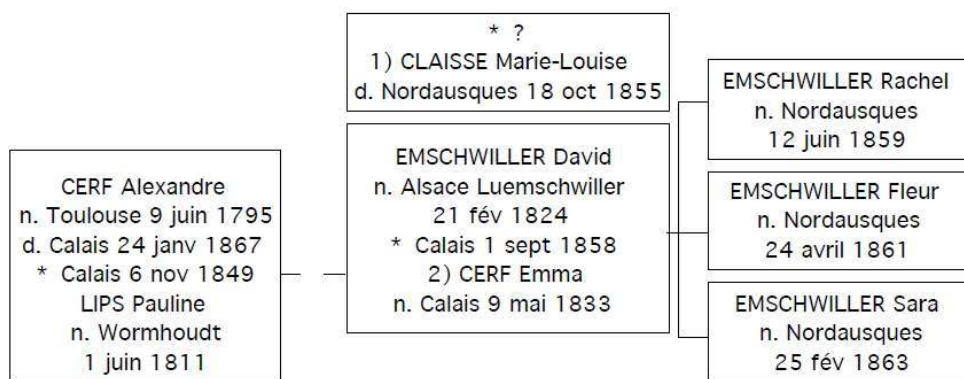 CERF Alexandre
n. Toulouse 9 juin 1795
d. Calais 24 janv 1867
* Calais 6 nov 1849
LIPS Pauline
n. Wormhoudt
1 juin 1811
* ?
1) CLAISSE Marie-Louise
d. Nordausques 18 oct 1855
EMSCHWILLER David
n. Alsace Luemschwiller
21 fév 1824
* Calais 1 sept 1858
2) CERF Emma
n. Calais 9 mai 1833
EMSCHWILLER Rachel
n. Nordausques
12 juin 1859
EMSCHWILLER Fleur
n. Nordausques
24 avril 1861
EMSCHWILLER Sara
n. Nordausques
25 fév 1863